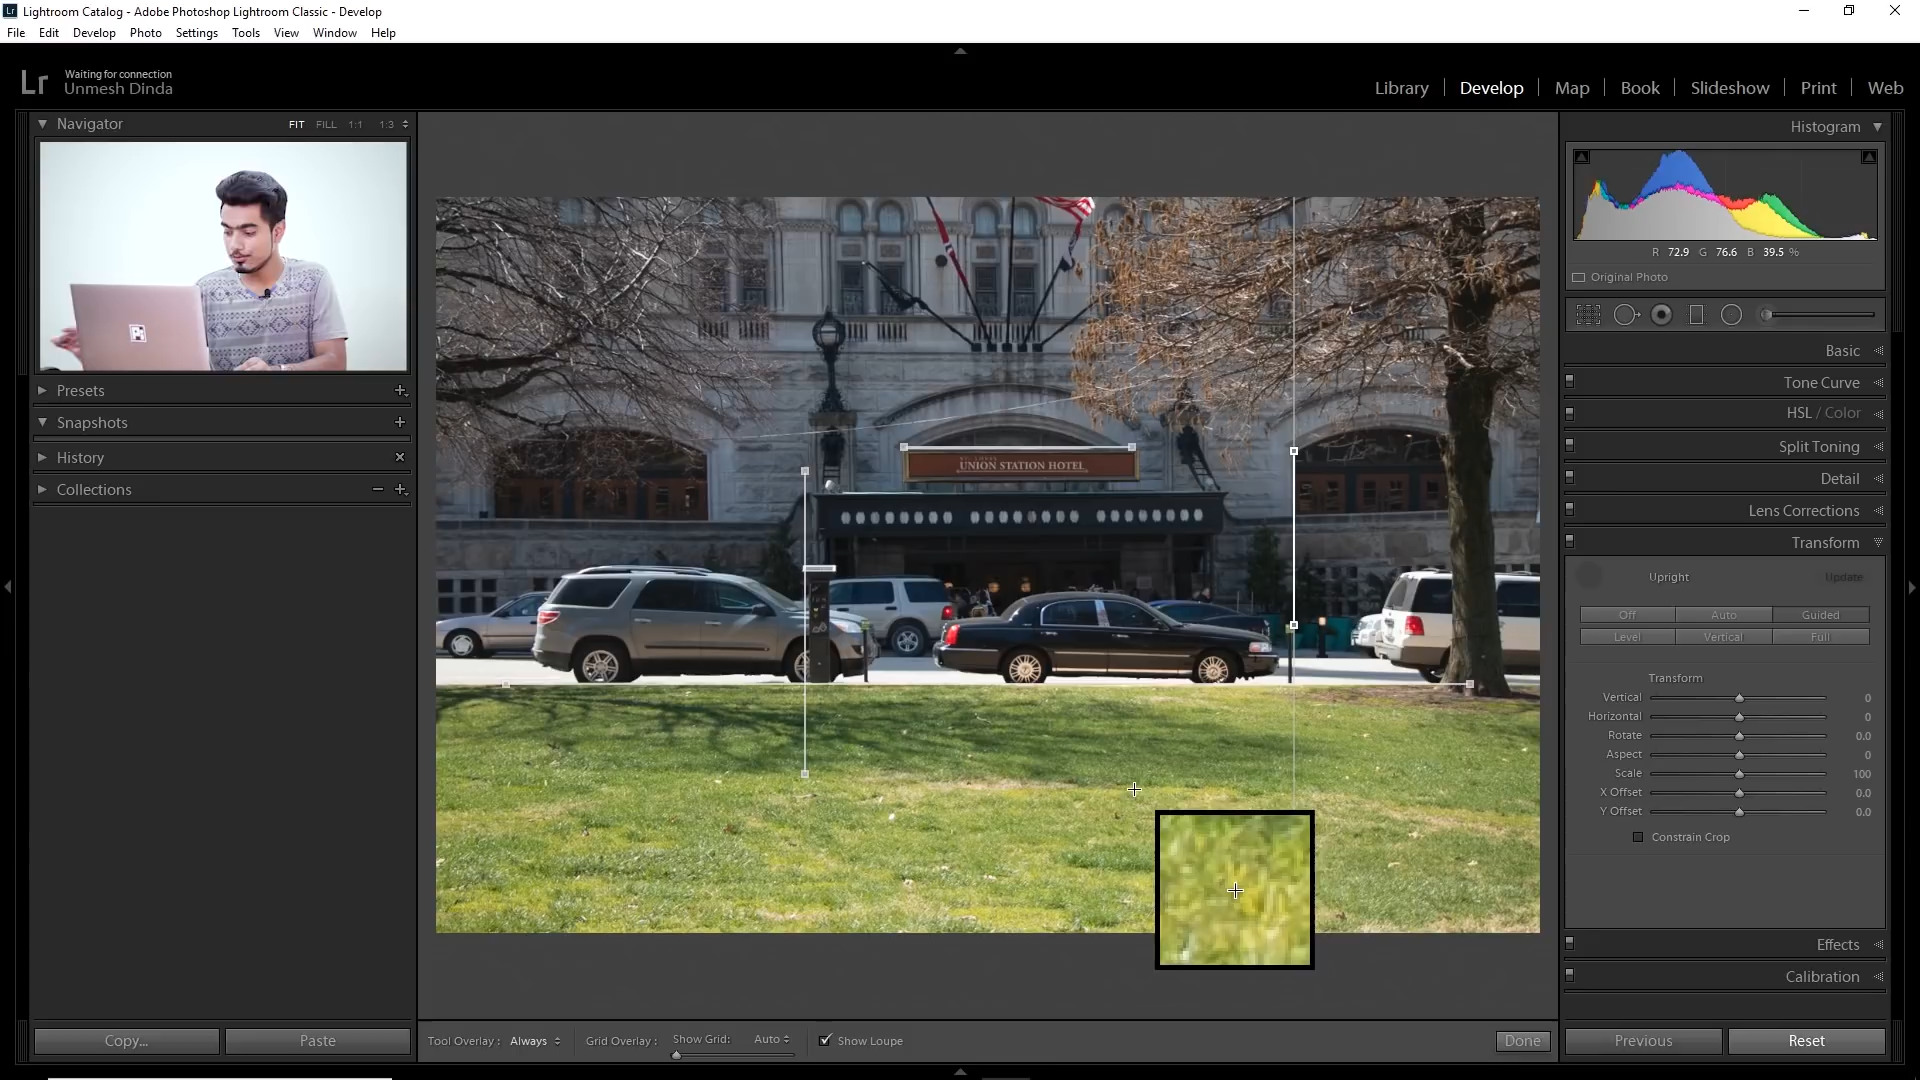 Lr Lightroom Catalog - Adobe Photoshop Lightroom Classic - Develop
File Edit Develop Photo Settings Tools View Window Help
Lr Waiting for connection
Unmesh Dinda
Library Develop Map Book Slideshow Print Web
Navigator FIT FILL 1:1 1:3
Presets
Snapshots
History
Collections
Copy... Paste
UNION STATION HOTEL
Tool Overlay : Always Grid Overlay : Show Grid: Auto Show Loupe Done
Histogram
R 72.9 G 76.6 B 39.5 %
Original Photo
Basic
Tone Curve
HSL / Color
Split Toning
Detail
Lens Corrections
Transform
Upright Update
Off Auto Guided
Level Vertical Full
Transform
Vertical 0
Horizontal 0
Rotate 0.0
Aspect 0
Scale 100
X Offset 0.0
Y Offset 0.0
Constrain Crop
Effects
Calibration
Previous Reset